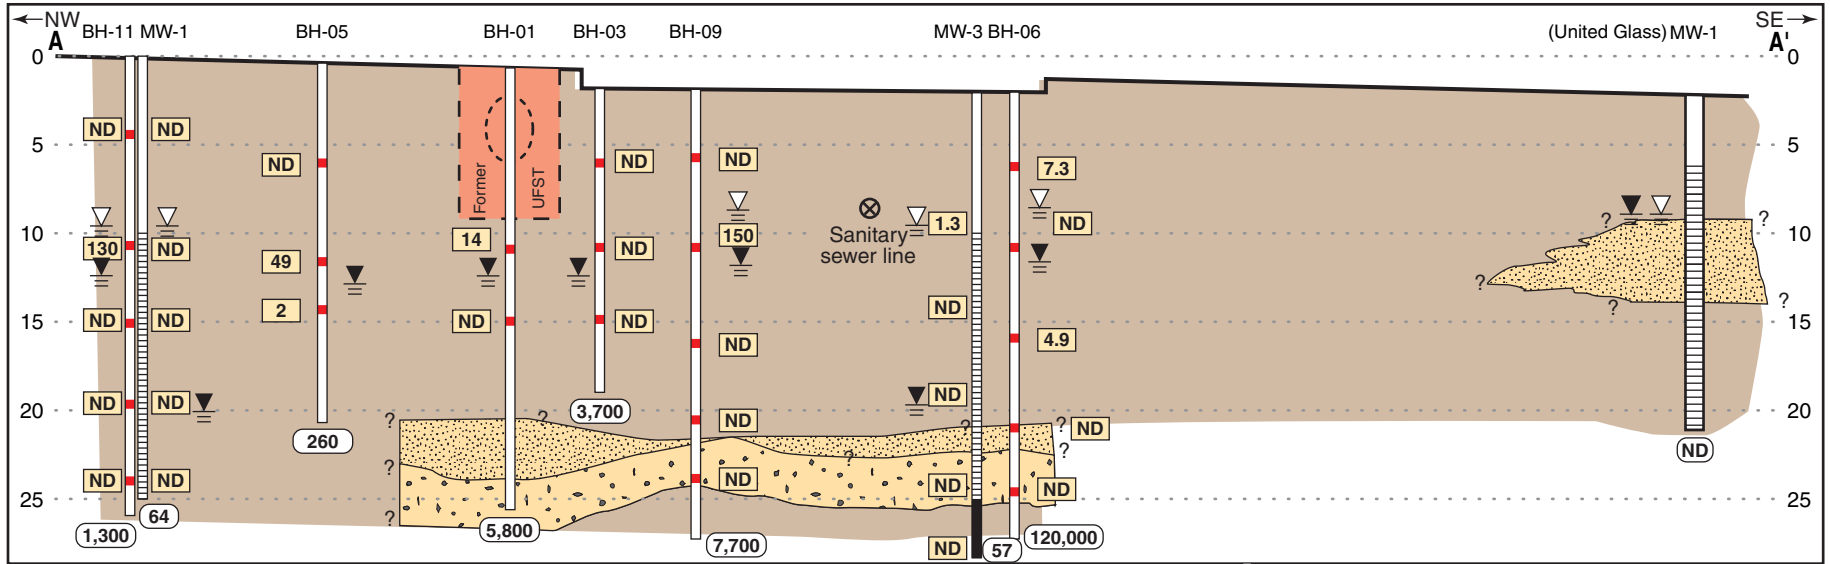 NW
SE
BH-11 MW-1
BH-05
BH-01
BH-03
BH-09
MW-3 BH-06
(United Glass) MW-1
A
A'
0
0
ND
ND
5
5
ND
ND
ND
7.3
Former
UFST
1.3
ND
10
10
130
ND
14
ND
150
Sanitary
sewer line
49
?
?
?
?
?
2
ND
4.9
15
15
ND
ND
ND
ND
ND
ND
ND
ND
20
20
3,700
ND
ND
?
?
?
?
260
?
?
?
ND
ND
ND
ND
ND
ND
25
25
?
64
1,300
5,800
7,700
ND
57
120,000